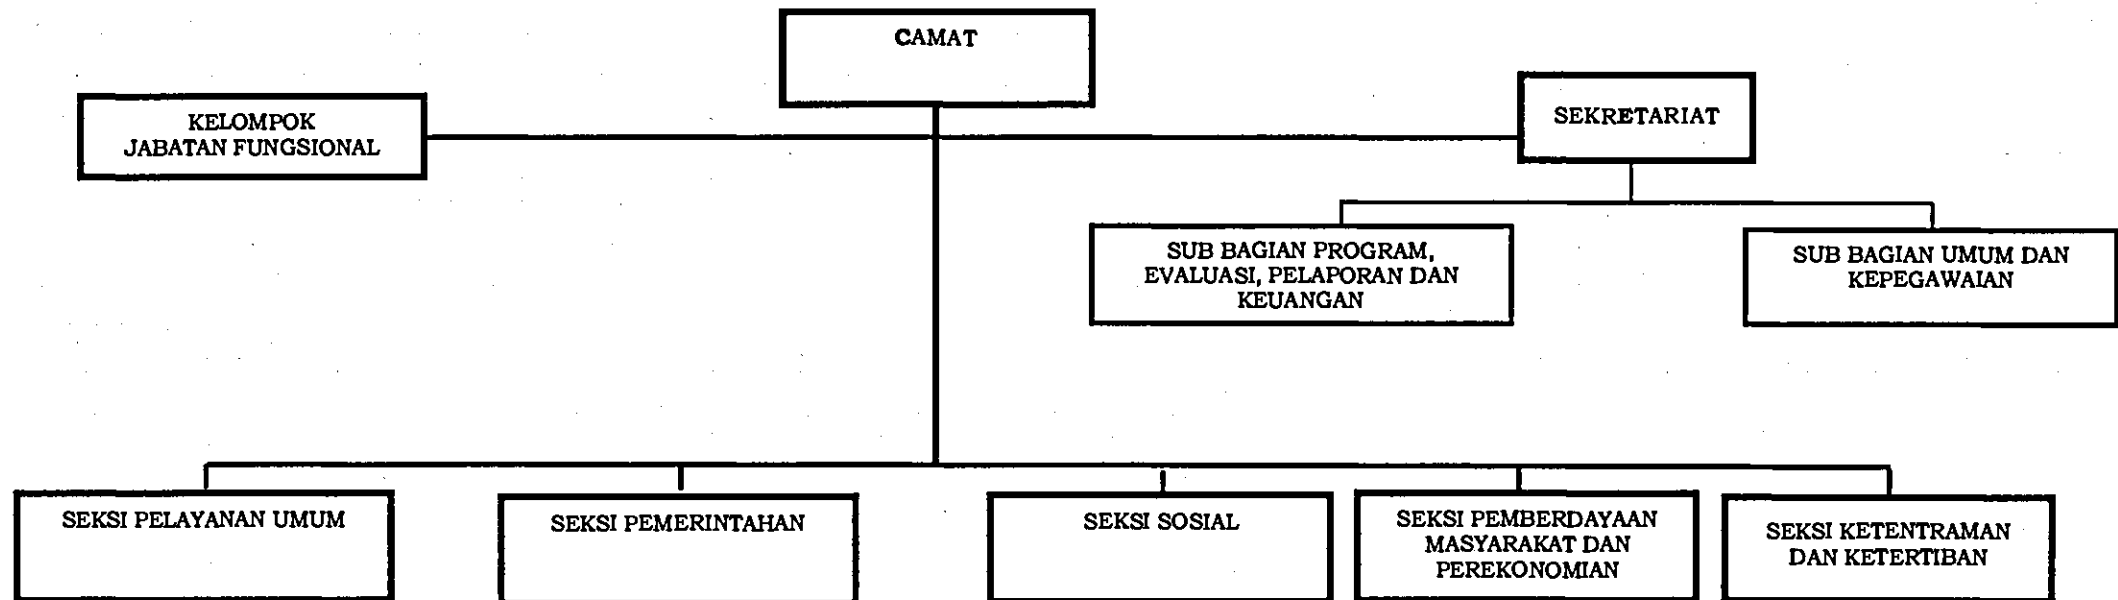 CAMAT
KELOMPOK
JABATAN FUNGSIONAL
SEKRETARIAT
SUB BAGIAN PROGRAM,
EVALUASI, PELAPORAN DAN
KEUANGAN
SUB BAGIAN UMUM DAN
KEPEGAWAIAN
SEKSI PELAYANAN UMUM
SEKSI PEMERINTAHAN
SEKSI SOSIAL
SEKSI PEMBERDAYAAN
MASYARAKAT DAN
PEREKONOMIAN
SEKSI KETENTRAMAN
DAN KETERTIBAN